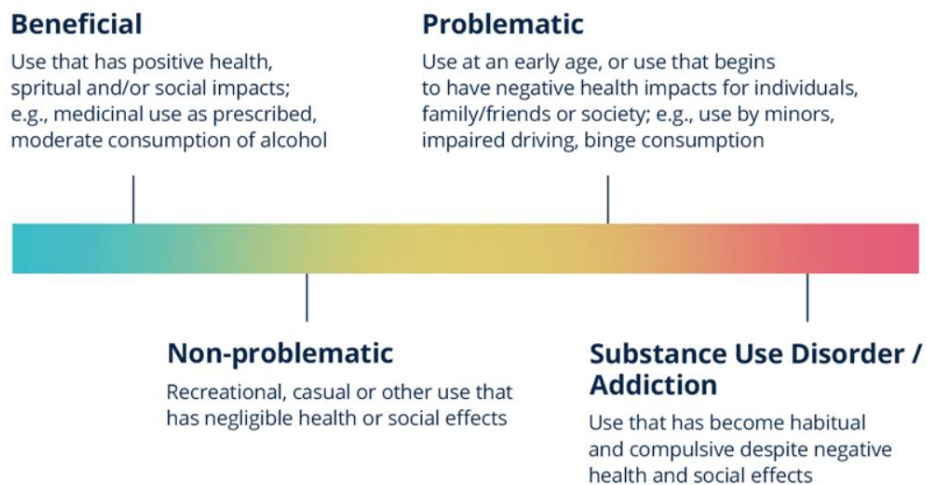 Beneficial
Use that has positive health,
spritual and/or social impacts;
e.g., medicinal use as prescribed,
moderate consumption of alcohol
Problematic
Use at an early age, or use that begins
to have negative health impacts for individuals,
family/friends or society; e.g., use by minors,
impaired driving, binge consumption
Non-problematic
Recreational, casual or other use that
has negligible health or social effects
Substance Use Disorder /
Addiction
Use that has become habitual
and compulsive despite negative
health and social effects